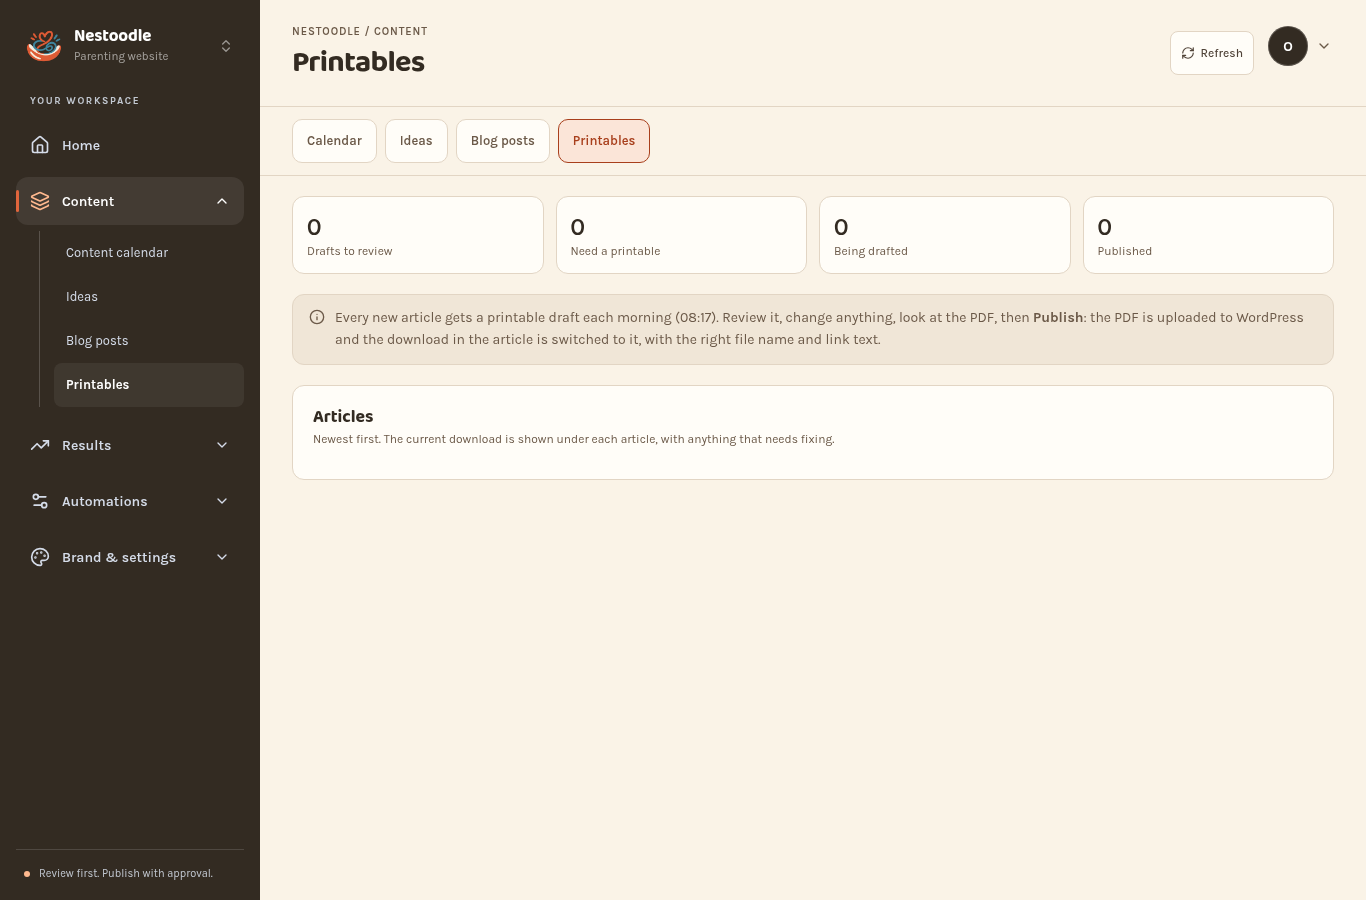 Nestoodle
Parenting website
YOUR WORKSPACE
Home
Content
Content calendar
Ideas
Blog posts
Printables
Results
Automations
Brand & settings
Review first. Publish with approval.
NESTOODLE / CONTENT
Printables
Refresh
O
Calendar
Ideas
Blog posts
Printables
0
Drafts to review
0
Need a printable
0
Being drafted
0
Published
Every new article gets a printable draft each morning (08:17). Review it, change anything, look at the PDF, then Publish: the PDF is uploaded to WordPress
and the download in the article is switched to it, with the right file name and link text.
Articles
Newest first. The current download is shown under each article, with anything that needs fixing.